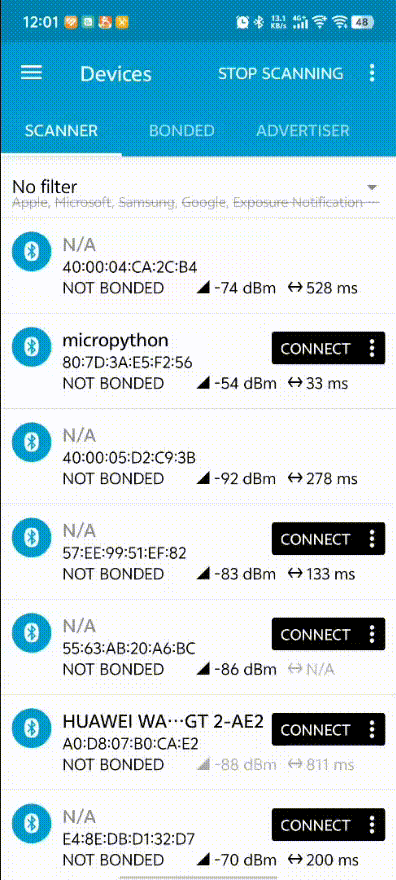 12:01 13.1 KB/s 4G 48
Devices STOP SCANNING
SCANNER BONDED ADVERTISER
No filter
Apple, Microsoft, Samsung, Google, Exposure Notification ···
N/A
40:00:04:CA:2C:B4
NOT BONDED -74 dBm 528 ms
micropython CONNECT
80:7D:3A:E5:F2:56
NOT BONDED -54 dBm 33 ms
N/A
40:00:05:D2:C9:3B
NOT BONDED -92 dBm 278 ms
N/A CONNECT
57:EE:99:51:EF:82
NOT BONDED -83 dBm 133 ms
N/A CONNECT
55:63:AB:20:A6:BC
NOT BONDED -86 dBm N/A
HUAWEI WA···GT 2-AE2 CONNECT
A0:D8:07:B0:CA:E2
NOT BONDED -88 dBm 811 ms
N/A CONNECT
E4:8E:DB:D1:32:D7
NOT BONDED -70 dBm 200 ms